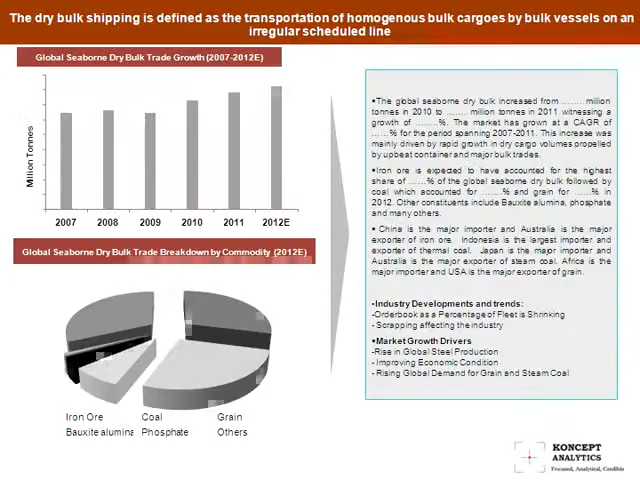 The dry bulk shipping is defined as the transportation of homogenous bulk cargoes by bulk vessels on an
irregular scheduled line
Global Seaborne Dry Bulk Trade Growth (2007-2012E)
Million Tonnes
2007 2008 2009 2010 2011 2012E
Global Seaborne Dry Bulk Trade Breakdown by Commodity (2012E)
Iron Ore Coal Grain
Bauxite alumina Phosphate Others
▪The global seaborne dry bulk increased from …….. million
tonnes in 2010 to …….. million tonnes in 2011 witnessing a
growth of ……..%. The market has grown at a CAGR of
……% for the period spanning 2007-2011. This increase was
mainly driven by rapid growth in dry cargo volumes propelled
by upbeat container and major bulk trades.
▪Iron ore is expected to have accounted for the highest
share of ……% of the global seaborne dry bulk followed by
coal which accounted for …….% and grain for ……% in
2012. Other constituents include Bauxite alumina, phosphate
and many others.
▪ China is the major importer and Australia is the major
exporter of iron ore. Indonesia is the largest importer and
exporter of thermal coal. Japan is the major importer and
Australia is the major exporter of steam coal. Africa is the
major importer and USA is the major exporter of grain.
▪Industry Developments and trends:
-Orderbook as a Percentage of Fleet is Shrinking
- Scrapping affecting the industry
▪Market Growth Drivers
-Rise in Global Steel Production
- Improving Economic Condition
- Rising Global Demand for Grain and Steam Coal
KONCEPT
ANALYTICS
Focused, Analytical, Credible